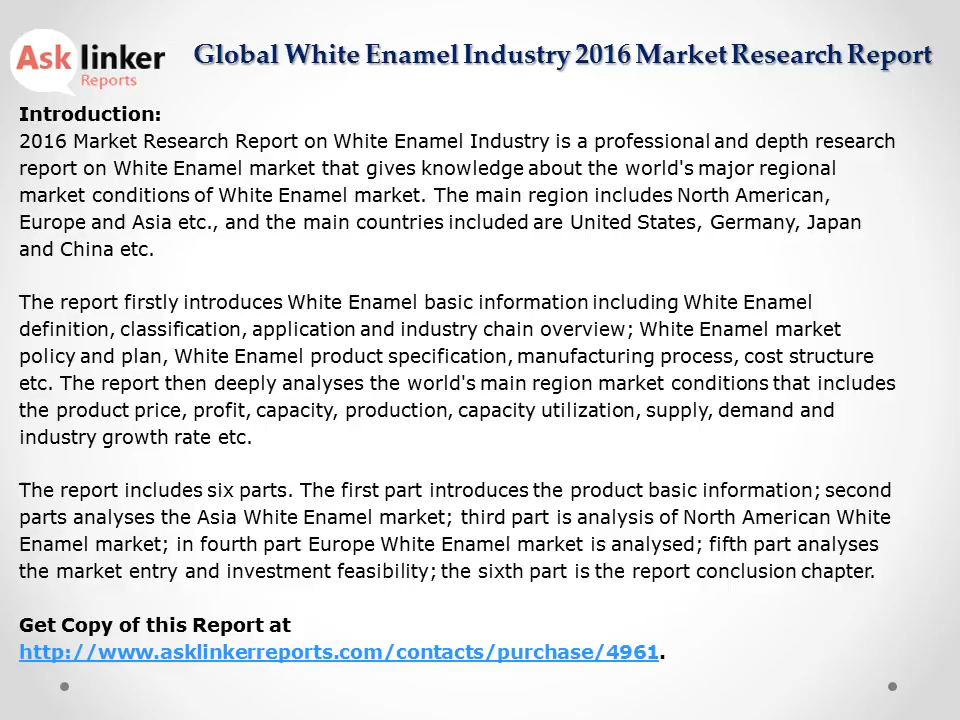 Ask linker
Reports
Global White Enamel Industry 2016 Market Research Report
Introduction:
2016 Market Research Report on White Enamel Industry is a professional and depth research
report on White Enamel market that gives knowledge about the world's major regional
market conditions of White Enamel market. The main region includes North American,
Europe and Asia etc., and the main countries included are United States, Germany, Japan
and China etc.
The report firstly introduces White Enamel basic information including White Enamel
definition, classification, application and industry chain overview; White Enamel market
policy and plan, White Enamel product specification, manufacturing process, cost structure
etc. The report then deeply analyses the world's main region market conditions that includes
the product price, profit, capacity, production, capacity utilization, supply, demand and
industry growth rate etc.
The report includes six parts. The first part introduces the product basic information; second
parts analyses the Asia White Enamel market; third part is analysis of North American White
Enamel market; in fourth part Europe White Enamel market is analysed; fifth part analyses
the market entry and investment feasibility; the sixth part is the report conclusion chapter.
Get Copy of this Report at
http://www.asklinkerreports.com/contacts/purchase/4961.